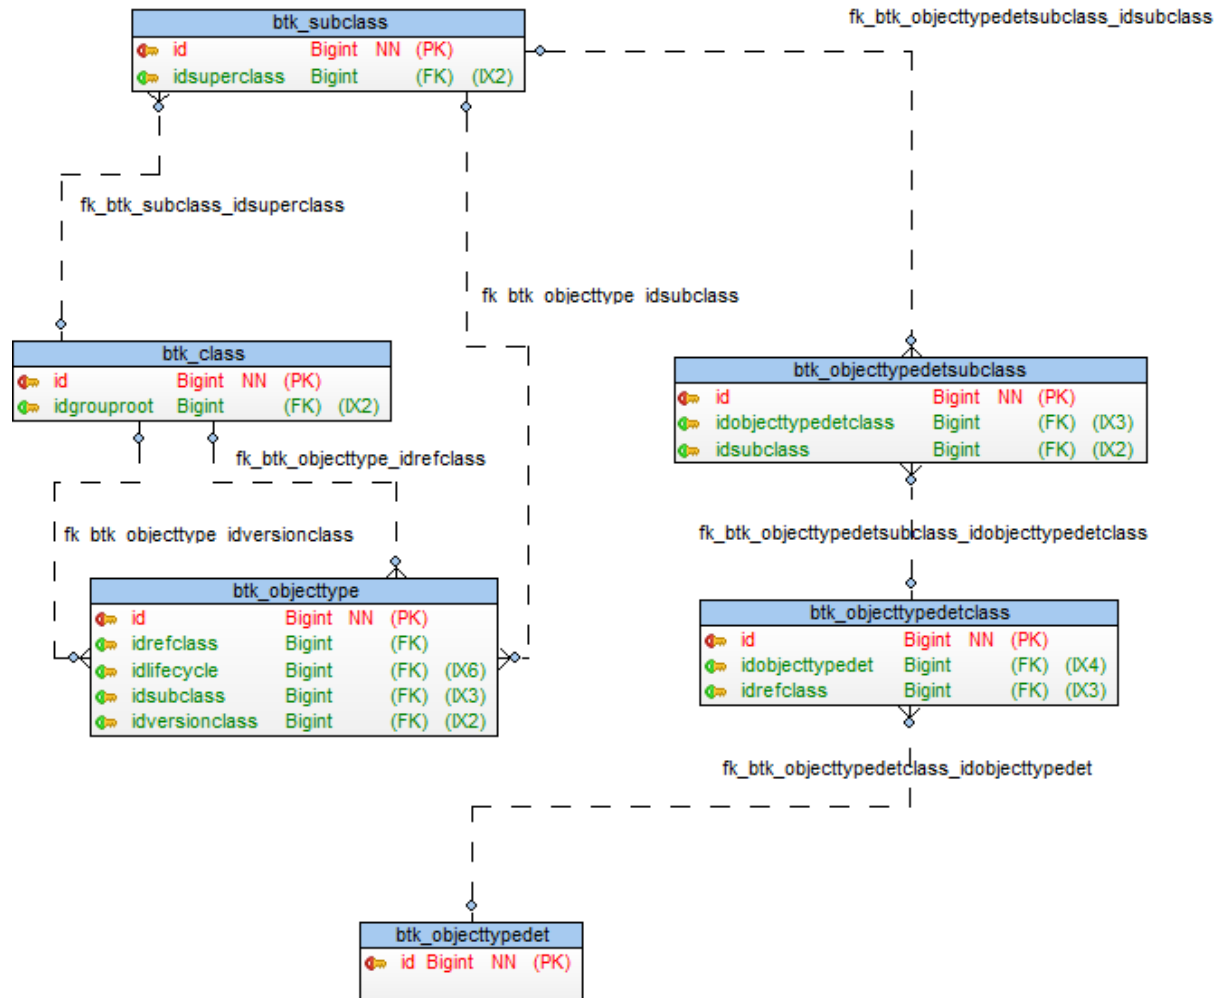 fk_btk_objecttypedetsubclass_idsubclass
btk_subclass
id Bigint NN (PK)
idsuperclass Bigint (FK) (IX2)
fk_btk_subclass_idsuperclass
fk_btk_objecttype_idsubclass
btk_class
id Bigint NN (PK)
idgrouproot Bigint (FK) (IX2)
btk_objecttypedetsubclass
id Bigint NN (PK)
idobjecttypedetclass Bigint (FK) (IX3)
idsubclass Bigint (FK) (IX2)
fk_btk_objecttype_idrefclass
fk_btk_objecttype_idversionclass
fk_btk_objecttypedetsubclass_idobjecttypedetclass
btk_objecttype
id Bigint NN (PK)
idrefclass Bigint (FK)
idlifecycle Bigint (FK) (IX6)
idsubclass Bigint (FK) (IX3)
idversionclass Bigint (FK) (IX2)
btk_objecttypedetclass
id Bigint NN (PK)
idobjecttypedet Bigint (FK) (IX4)
idrefclass Bigint (FK) (IX3)
fk_btk_objecttypedetclass_idobjecttypedet
btk_objecttypedet
id Bigint NN (PK)